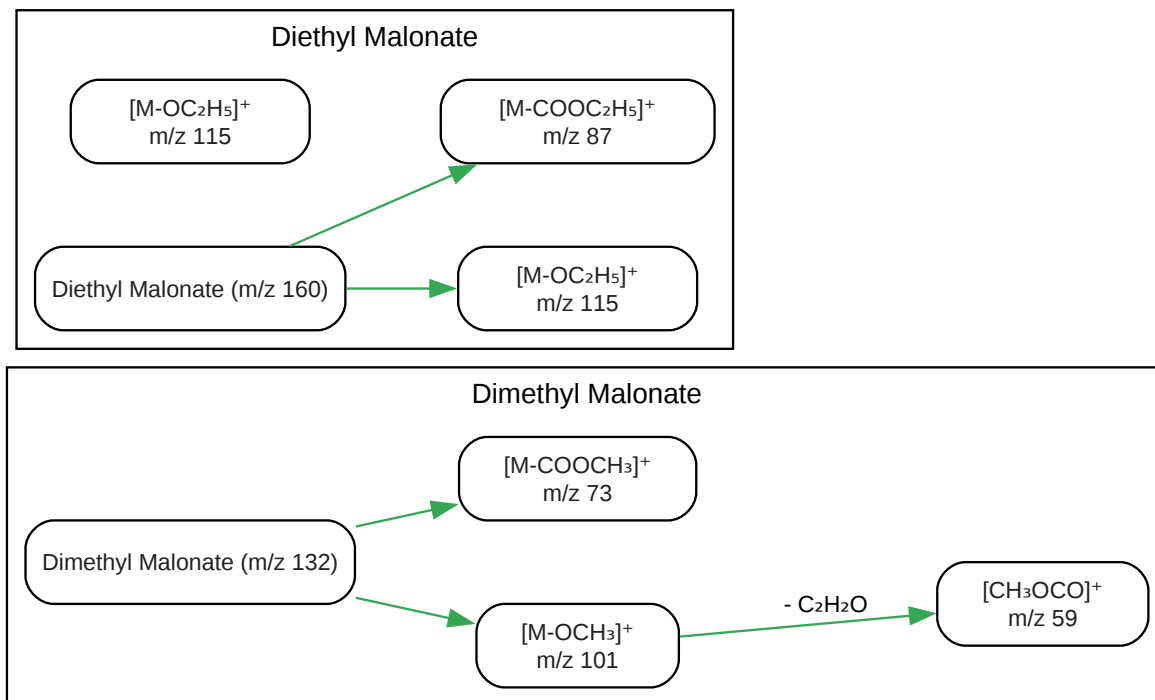 Diethyl Malonate
[M-OC₂H₅]⁺
m/z 115
[M-COOC₂H₅]⁺
m/z 87
Diethyl Malonate (m/z 160)
[M-OC₂H₅]⁺
m/z 115
Dimethyl Malonate
[M-COOCH₃]⁺
m/z 73
Dimethyl Malonate (m/z 132)
[M-OCH₃]⁺
m/z 101
- C₂H₂O
[CH₃OCO]⁺
m/z 59